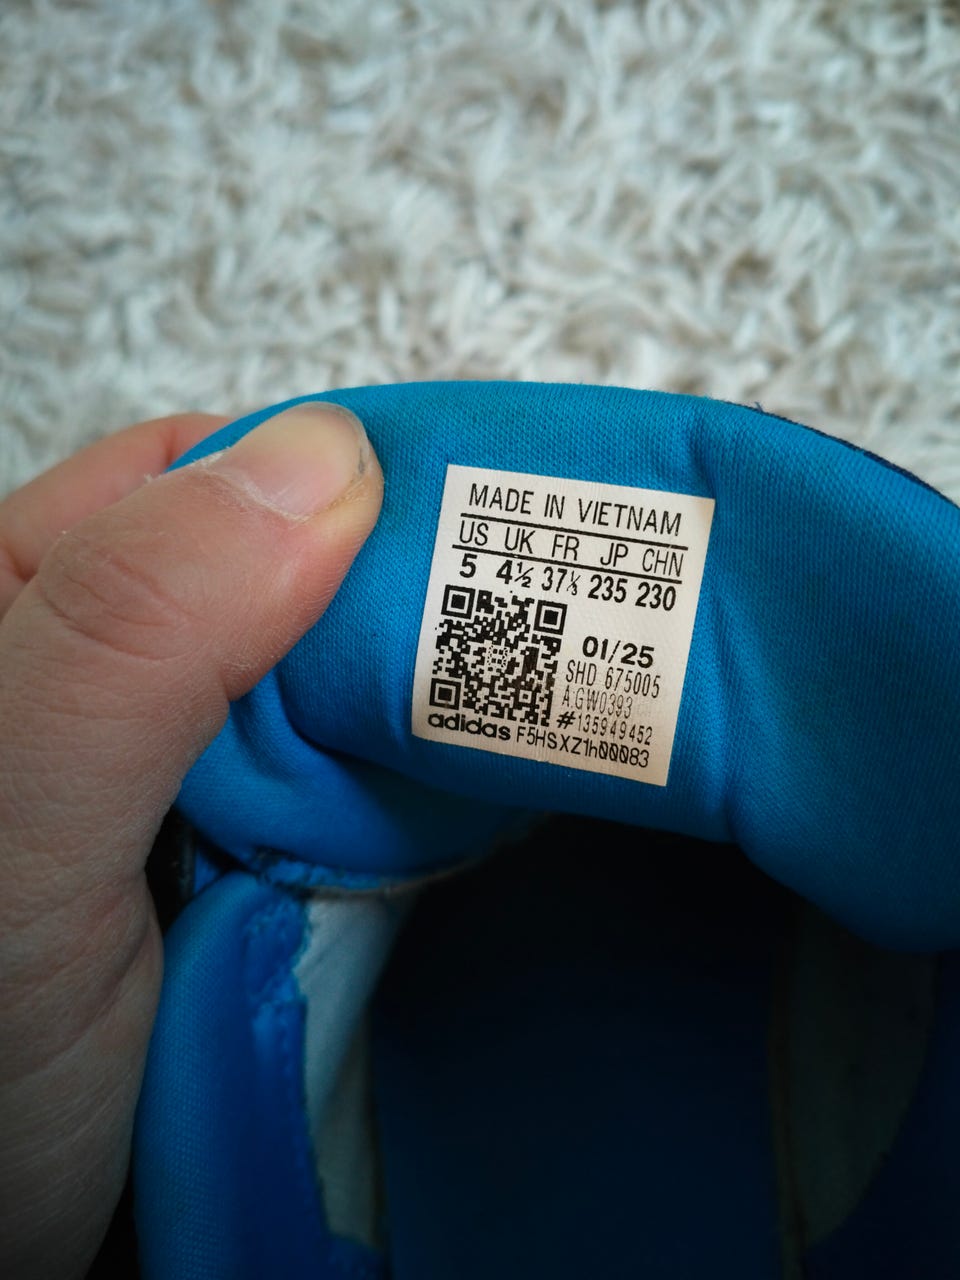 MADE IN VIETNAM
US UK FR JP CHN
5 4½ 37⅓ 235 230
01/25
SHD 675005
A:GW0393
#135949452
adidas F5HSXZ1h00083